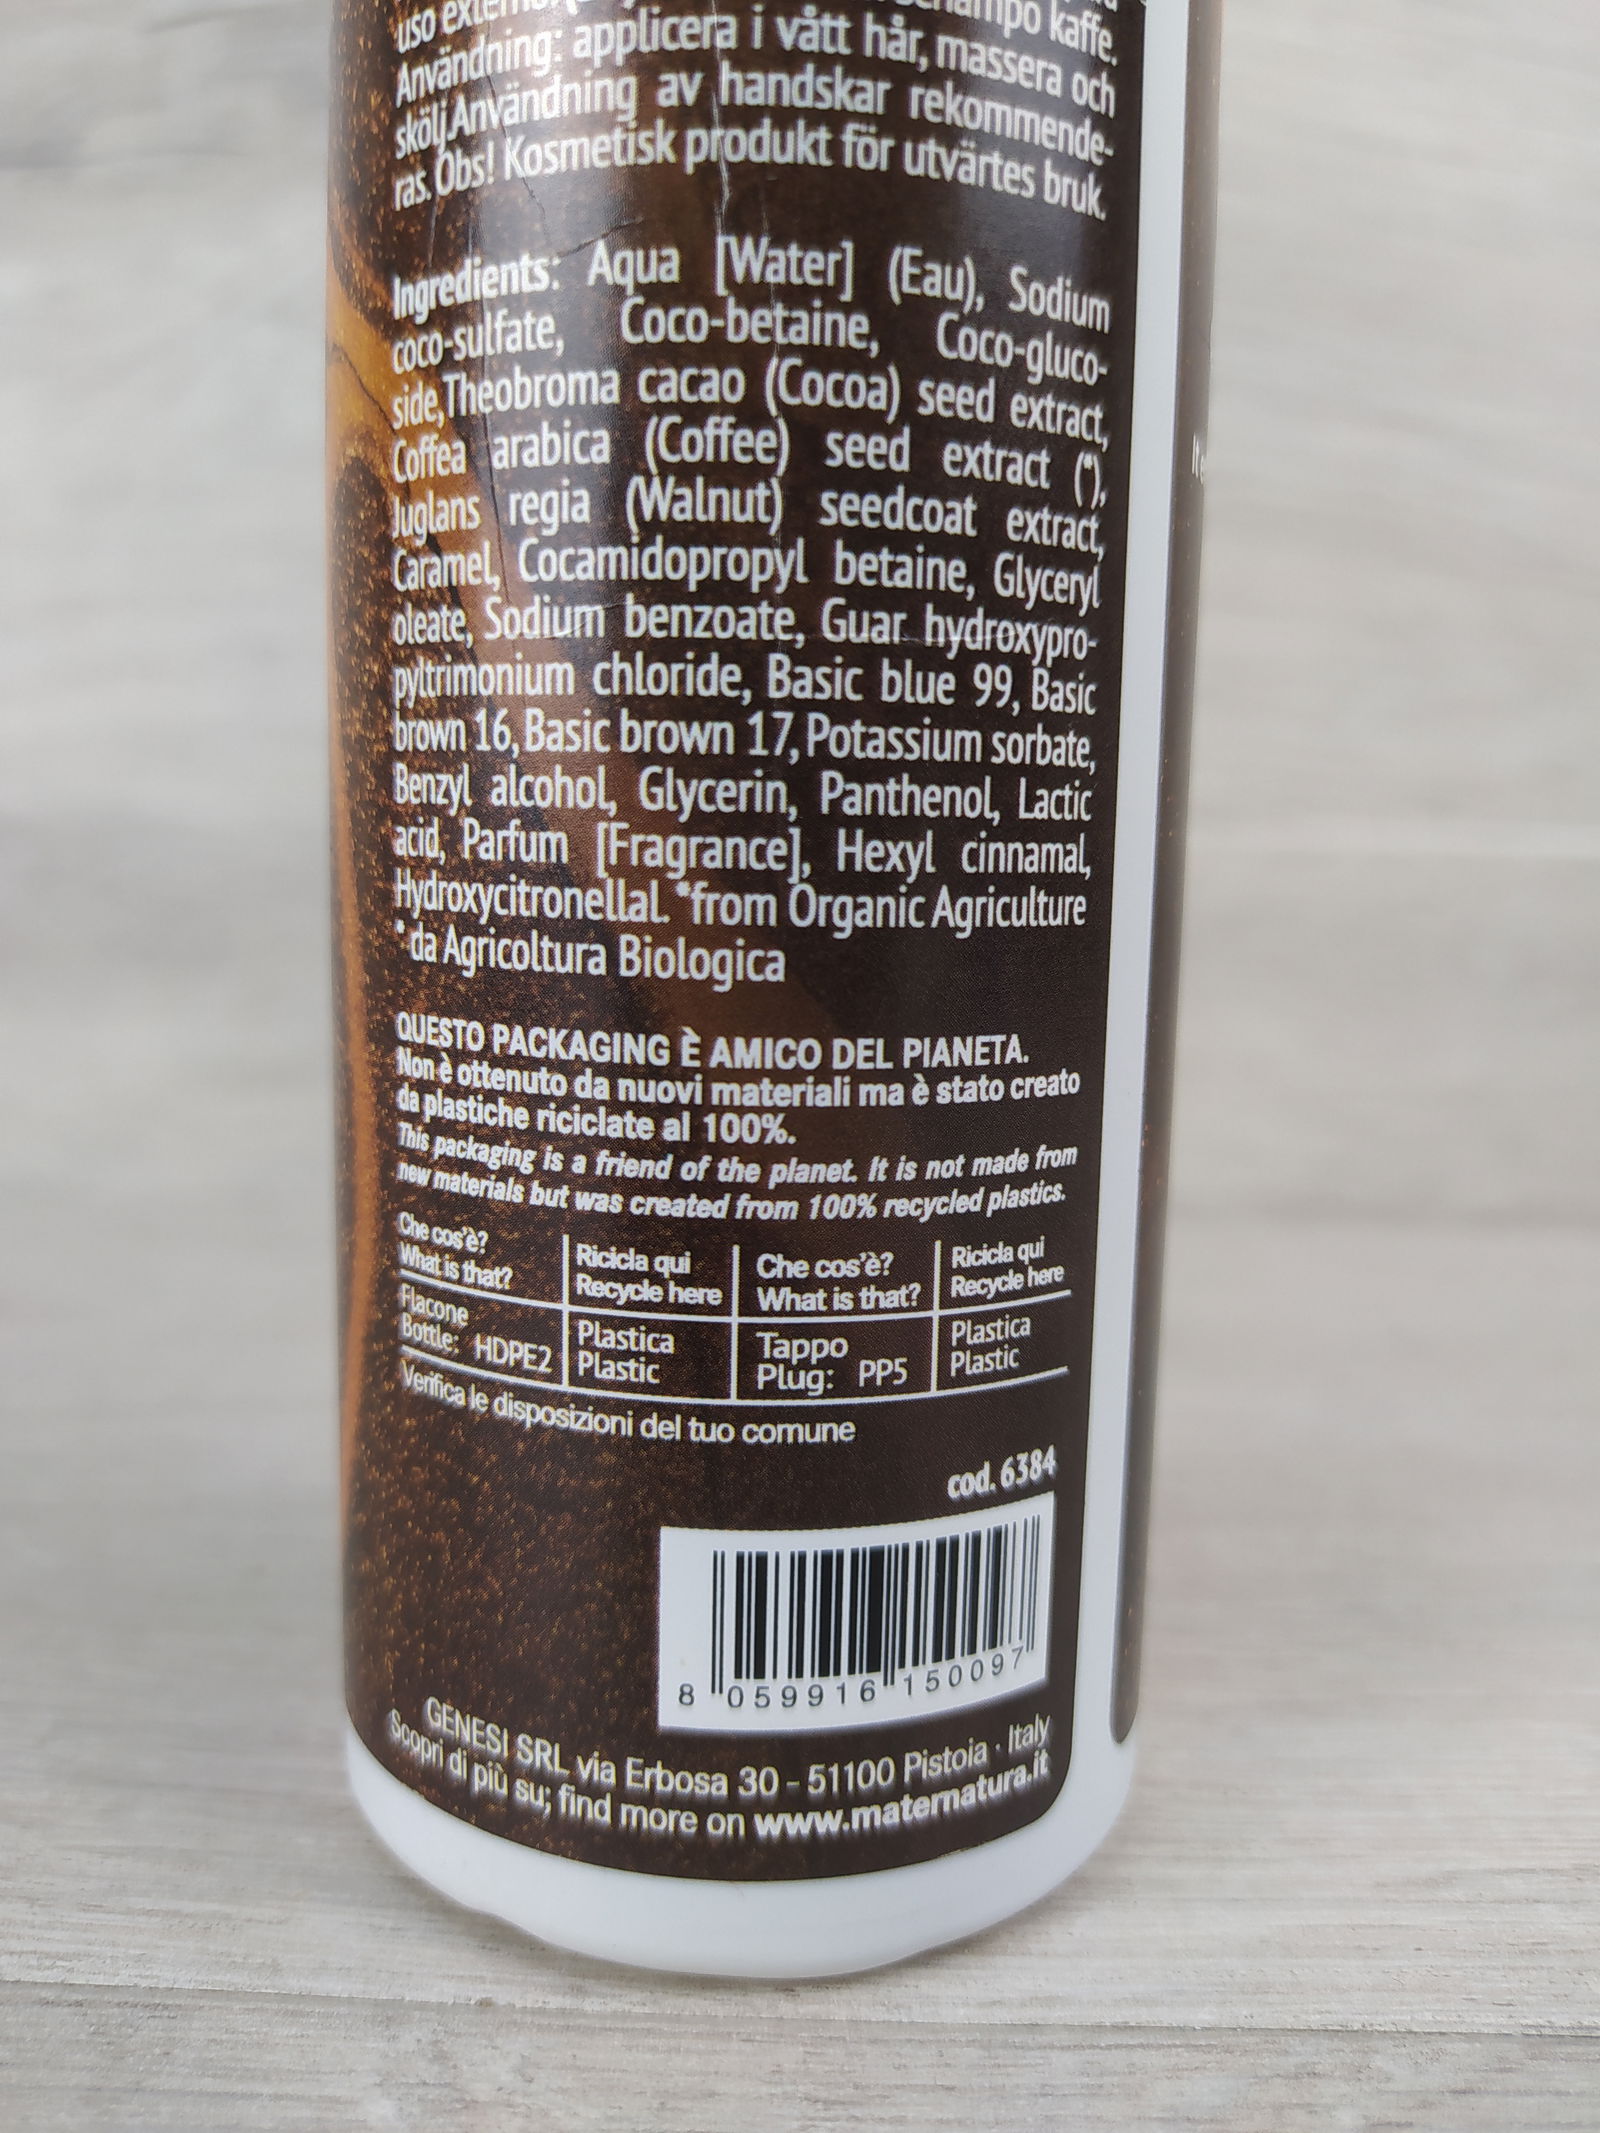 uso
kaffe.
Användning: applicera i vått hår, massera och
skölj.Användning av handskar rekommende-
ras. Obs! Kosmetisk produkt för utvärtes bruk.
Ingredients: Aqua [Water] (Eau), Sodium
coco-sulfate, Coco-betaine, Coco-gluco-
side,Theobroma cacao (Cocoa) seed extract,
Coffea arabica (Coffee) seed extract (*),
Juglans regia (Walnut) seedcoat extract,
Caramel, Cocamidopropyl betaine, Glyceryl
oleate, Sodium benzoate, Guar hydroxypro-
pyltrimonium chloride, Basic blue 99, Basic
brown 16, Basic brown 17, Potassium sorbate,
Benzyl alcohol, Glycerin, Panthenol, Lactic
acid, Parfum [Fragrance], Hexyl cinnamal,
Hydroxycitronellal. *from Organic Agriculture
* da Agricoltura Biologica
QUESTO PACKAGING È AMICO DEL PIANETA.
Non è ottenuto da nuovi materiali ma è stato creato
da plastiche riciclate al 100%.
This packaging is a friend of the planet. It is not made from
new materials but was created from 100% recycled plastics.
Che cos'è? Ricicla qui Che cos'è? Ricicla qui
What is that? Recycle here What is that? Recycle here
Flacone Plastica Tappo Plastica
Bottle: HDPE2 Plastic Plug: PP5 Plastic
Verifica le disposizioni del tuo comune
cod. 6384
8 059916 150097
GENESI SRL via Erbosa 30 - 51100 Pistoia · Italy
Scopri di più su; find more on www.maternatura.it